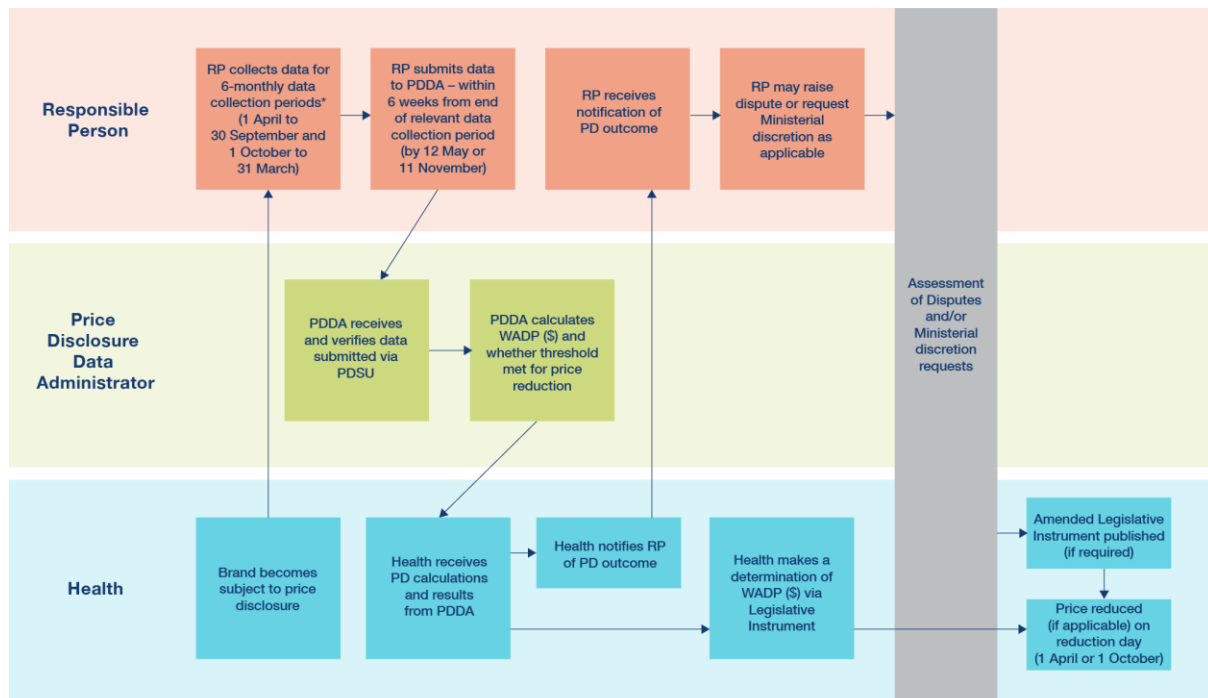 Responsible
Person
RP collects data for
6-monthly data
collection periods*
(1 April to
30 September and
1 October to
31 March)
RP submits data
to PDDA – within
6 weeks from end
of relevant data
collection period
(by 12 May or
11 November)
RP receives
notification of
PD outcome
RP may raise
dispute or request
Ministerial
discretion as
applicable
Price
Disclosure
Data
Administrator
PDDA receives
and verifies data
submitted via
PDSU
PDDA calculates
WADP ($) and
whether threshold
met for price
reduction
Assessment
of Disputes
and/or
Ministerial
discretion
requests
Health
Brand becomes
subject to price
disclosure
Health receives
PD calculations
and results
from PDDA
Health notifies RP
of PD outcome
Health makes a
determination of
WADP ($) via
Legislative
Instrument
Amended Legislative
Instrument published
(if required)
Price reduced
(if applicable) on
reduction day
(1 April or 1 October)